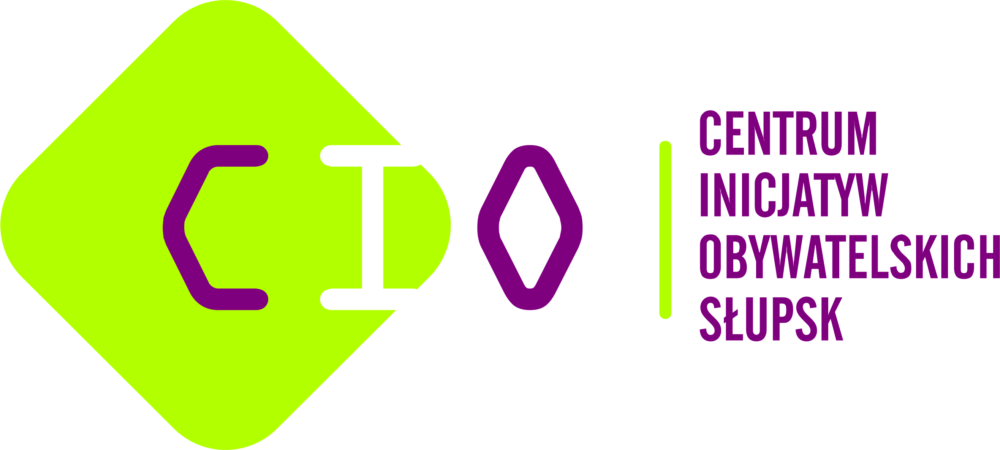 CIO
CENTRUM
INICJATYW
OBYWATELSKICH
SŁUPSK